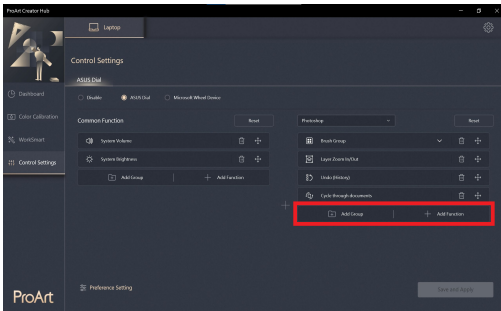 ProArt Creator Hub
Laptop
Control Settings
ASUS Dial
Dashboard
Disable
ASUS Dial
Microsoft Wheel Device
Color Calibration
Common Function
Reset
Photoshop
Reset
WorkSmart
System Volume
Brush Group
Control Settings
System Brightness
Layer Zoom In/Out
Add Group
Add Function
Undo (History)
Cycle through documents
Add Group
Add Function
Preference Setting
Save and Apply
ProArt